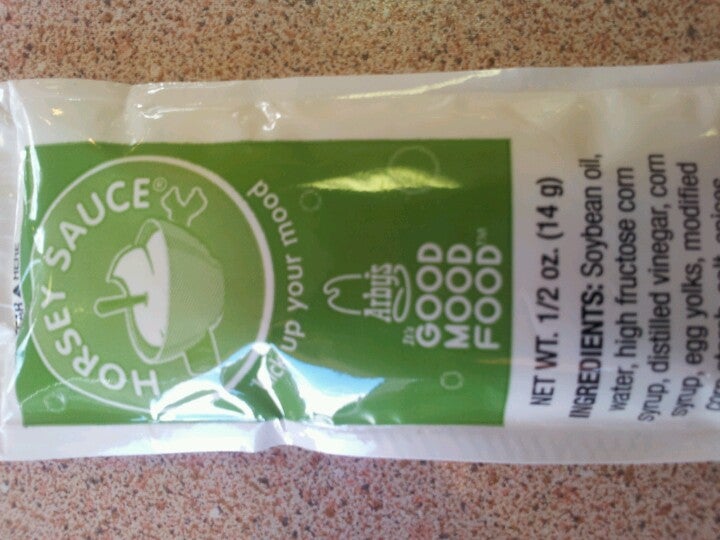 HERE
HORSEY SAUCE®
up your mood
Arby's
It's
GOOD
MOOD
FOOD™
NET WT. 1/2 oz. (14 g)
INGREDIENTS: Soybean oil,
water, high fructose corn
syrup, distilled vinegar, corn
syrup, egg yolks, modified